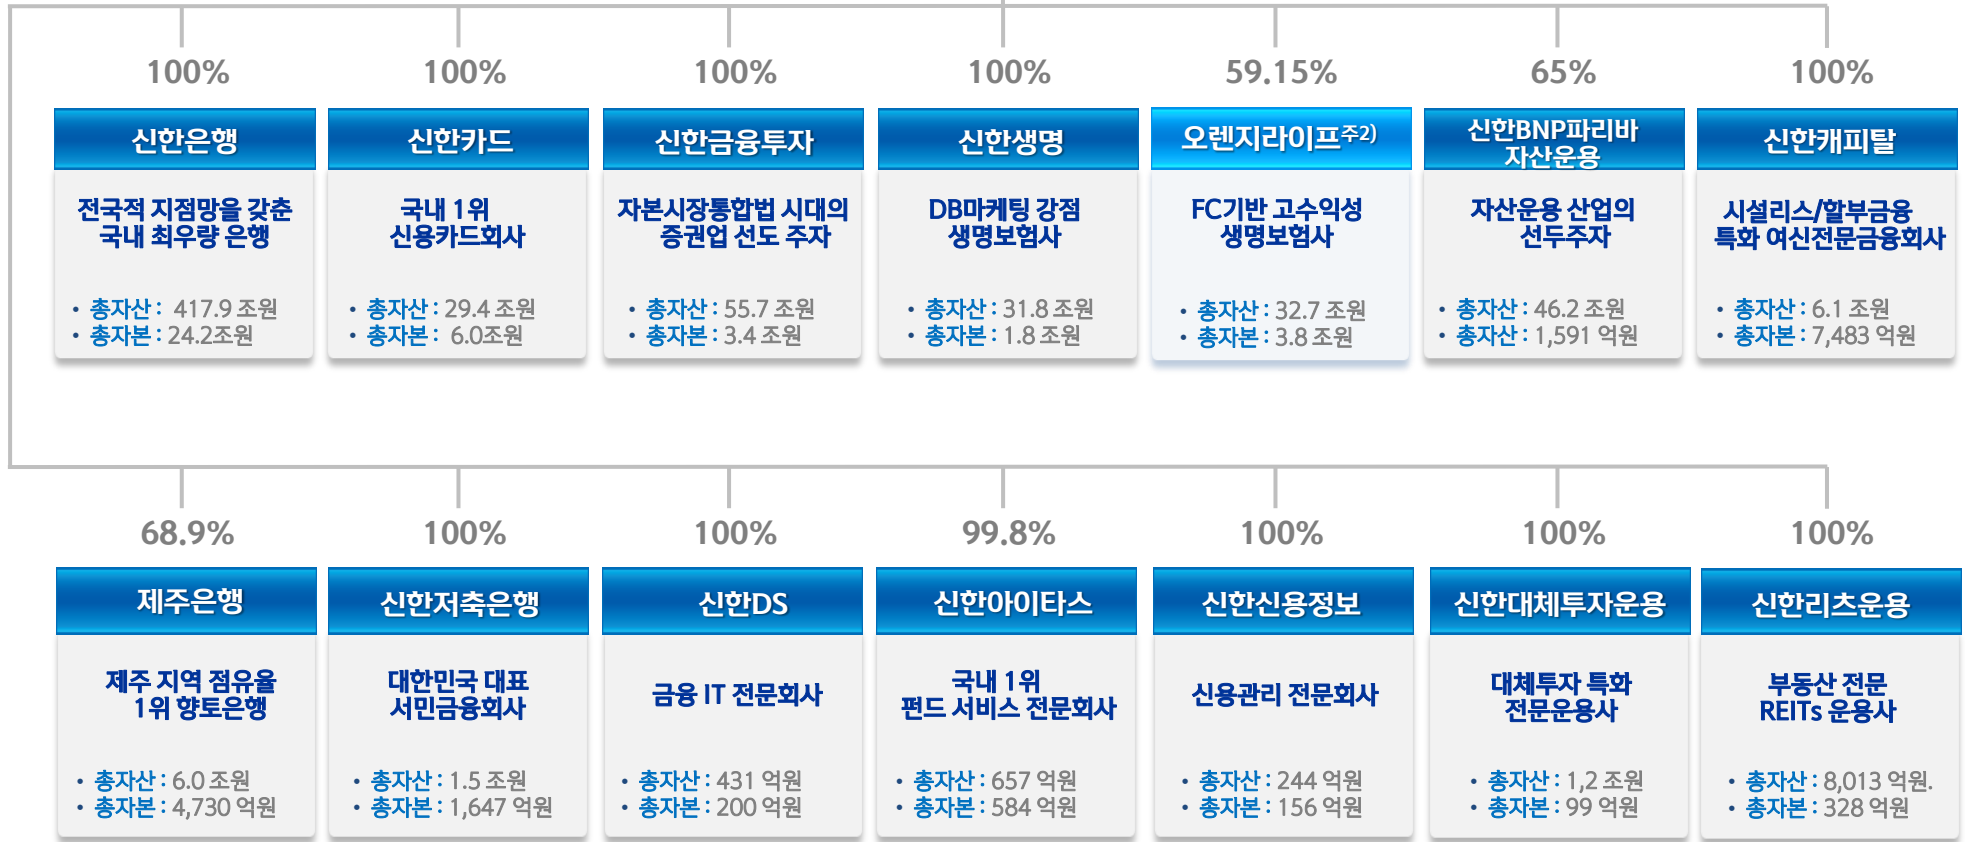 100%
100%
100%
100%
59.15%
65%
100%
신한은행
신한카드
신한금융투자
신한생명
오렌지라이프주2)
신한BNP파리바
자산운용
신한캐피탈
전국적 지점망을 갖춘
국내 최우량 은행
국내 1위
신용카드회사
자본시장통합법 시대의
증권업 선도 주자
DB마케팅 강점
생명보험사
FC기반 고수익성
생명보험사
자산운용 산업의
선두주자
시설리스/할부금융
특화 여신전문금융회사
• 총자산 : 417.9 조원
• 총자본 : 24.2조원
• 총자산 : 29.4 조원
• 총자본 : 6.0조원
• 총자산 : 55.7 조원
• 총자본 : 3.4 조원
• 총자산 : 31.8 조원
• 총자본 : 1.8 조원
• 총자산 : 32.7 조원
• 총자본 : 3.8 조원
• 총자산 : 46.2 조원
• 총자산 : 1,591 억원
• 총자산 : 6.1 조원
• 총자본 : 7,483 억원
68.9%
100%
100%
99.8%
100%
100%
100%
제주은행
신한저축은행
신한DS
신한아이타스
신한신용정보
신한대체투자운용
신한리츠운용
제주 지역 점유율
1위 향토은행
대한민국 대표
서민금융회사
금융 IT 전문회사
국내 1위
펀드 서비스 전문회사
신용관리 전문회사
대체투자 특화
전문운용사
부동산 전문
REITs 운용사
• 총자산 : 6.0 조원
• 총자본 : 4,730 억원
• 총자산 : 1.5 조원
• 총자본 : 1,647 억원
• 총자산 : 431 억원
• 총자본 : 200 억원
• 총자산 : 657 억원
• 총자본 : 584 억원
• 총자산 : 244 억원
• 총자본 : 156 억원
• 총자산 : 1,2 조원
• 총자본 : 99 억원
• 총자산 : 8,013 억원.
• 총자본 : 328 억원